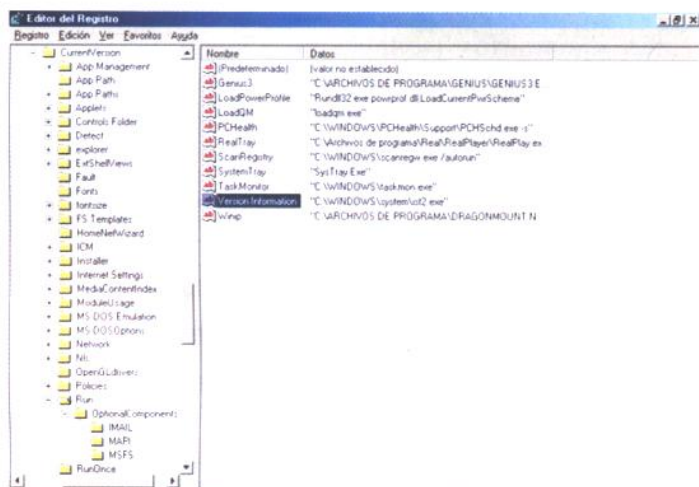 Editor del Registro
Registro Edición Ver Favoritos Ayuda
CurrentVersion
App Management
App Path
App Paths
Applets
Controls Folder
Detect
explorer
ExtShellViews
Fault
Fonts
fontsize
FS Templates
HomeNetWizard
ICM
Installer
Internet Settings
MediaContentIndex
ModuleUsage
MS-DOS Emulation
MS-DOSOptions
Network
Nls
OpenGLdrivers
Policies
Run
OptionalComponents
IMAIL
MAPI
MSFS
RunOnce
Nombre Datos
(Predeterminado) (valor no establecido)
Genius3 "C:\ARCHIVOS DE PROGRAMA\GENIUS\GENIUS3.E
LoadPowerProfile "Rundll32.exe powrprof.dll,LoadCurrentPwrScheme"
LoadQM "loadqm.exe"
PCHealth "C:\WINDOWS\PCHealth\Support\PCHSchd.exe -s"
RealTray "C:\Archivos de programa\Real\RealPlayer\RealPlay.ex
ScanRegistry "C:\WINDOWS\scanregw.exe /autorun"
SystemTray "SysTray.Exe"
TaskMonitor "C:\WINDOWS\taskmon.exe"
Version Information "C:\WINDOWS\system\
Winip "C:\ARCHIVOS DE PROGRAMA\DRAGONMOUNT N